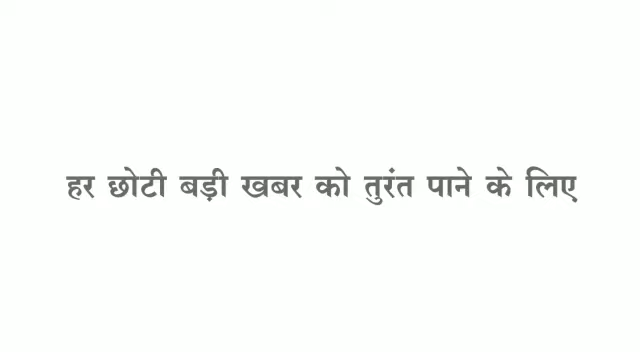 हर छोटी बड़ी खबर को तुरंत पाने के लिए